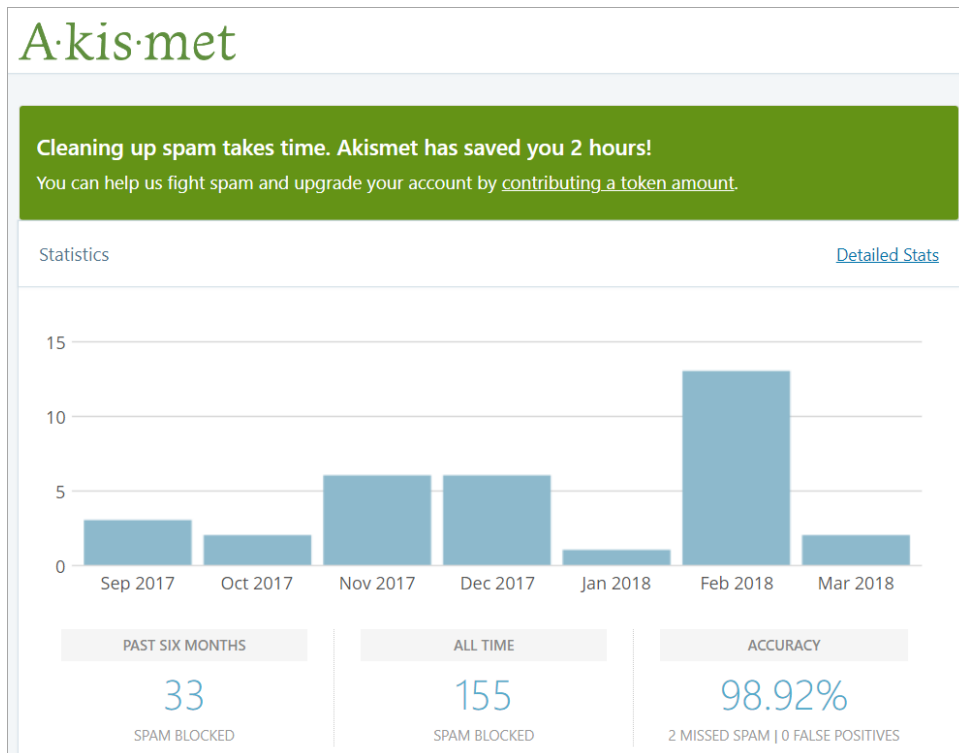 A·kis·met
Cleaning up spam takes time. Akismet has saved you 2 hours!
You can help us fight spam and upgrade your account by contributing a token amount.
Statistics Detailed Stats
15
10
5
0
Sep 2017 Oct 2017 Nov 2017 Dec 2017 Jan 2018 Feb 2018 Mar 2018
PAST SIX MONTHS ALL TIME ACCURACY
33 155 98.92%
SPAM BLOCKED SPAM BLOCKED 2 MISSED SPAM | 0 FALSE POSITIVES